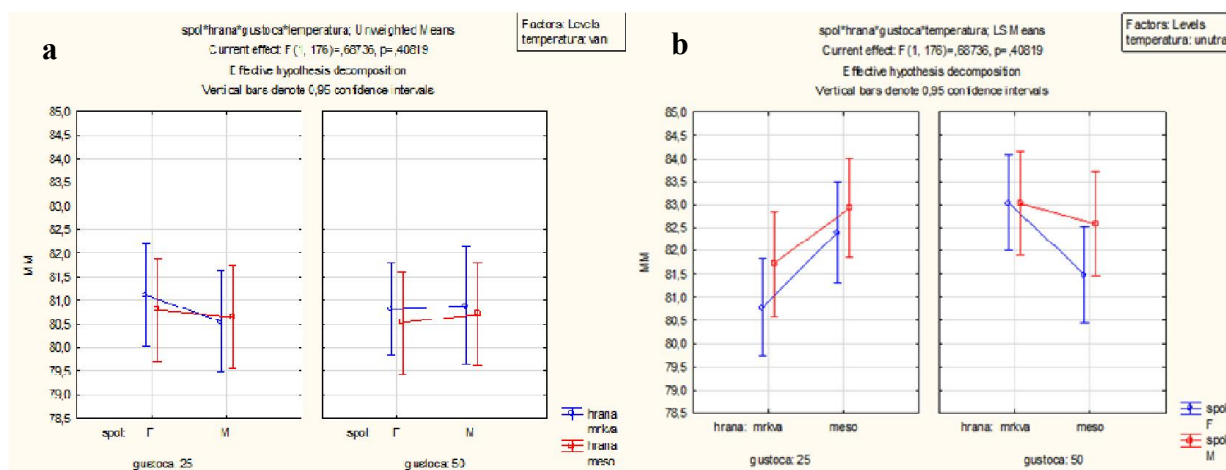 a
spol*hrana*gustoca*temperatura; Unweighted Means
Current effect: F(1, 176)=,68736, p=,40819
Effective hypothesis decomposition
Vertical bars denote 0,95 confidence intervals
Factors: Levels
temperatura: vani
MM
85,0
84,5
84,0
83,5
83,0
82,5
82,0
81,5
81,0
80,5
80,0
79,5
79,0
78,5
spol: F M
gustoca: 25
spol: F M
gustoca: 50
hrana
mrkva
hrana
meso
b
spol*hrana*gustoca*temperatura; LS Means
Current effect: F(1, 176)=,68736, p=,40819
Effective hypothesis decomposition
Vertical bars denote 0,95 confidence intervals
Factors: Levels
temperatura: unutra
MM
85,0
84,5
84,0
83,5
83,0
82,5
82,0
81,5
81,0
80,5
80,0
79,5
79,0
78,5
hrana: mrkva meso
gustoca: 25
hrana: mrkva meso
gustoca: 50
spol
F
spol
M